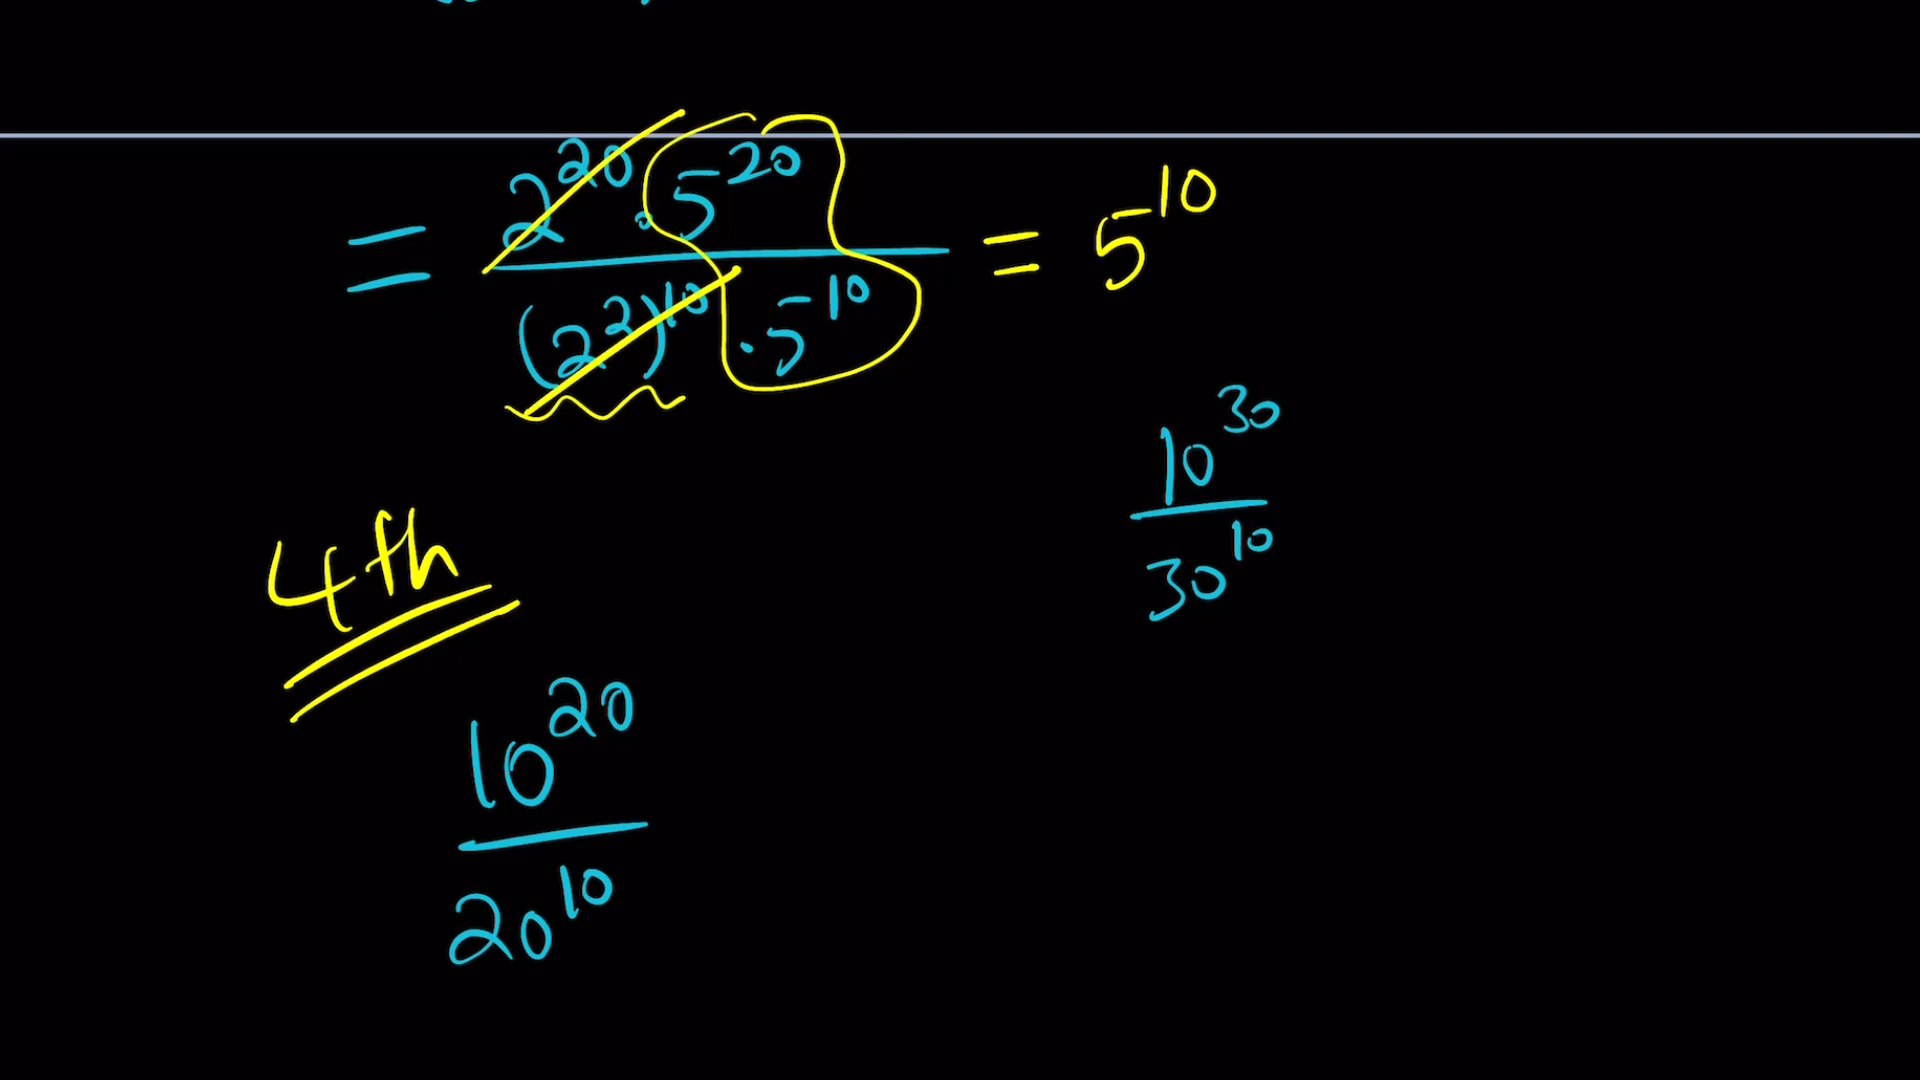 = 2^20 · 5^20 / (2^2)^10 · 5^10 = 5^10
10^30 / 30^10
4th
10^20 / 20^10